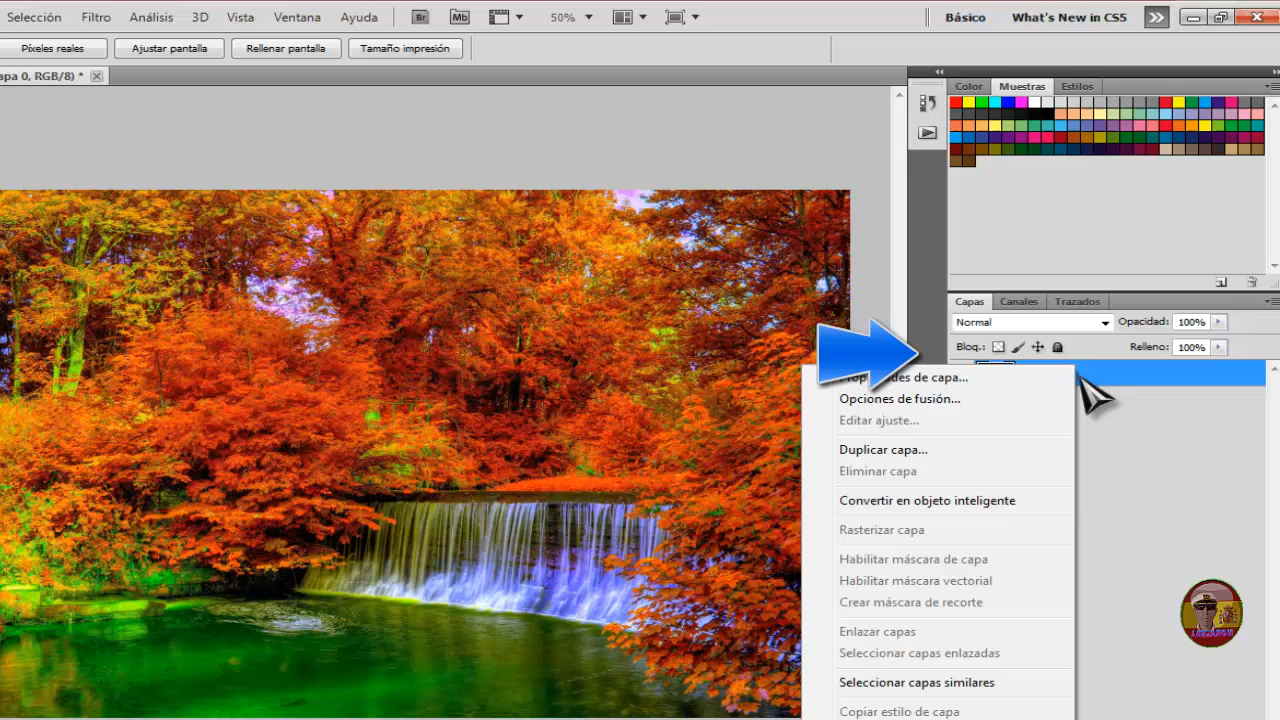 Selección Filtro Análisis 3D Vista Ventana Ayuda Br Mb 50% Básico What's New in CS5
Píxeles reales Ajustar pantalla Rellenar pantalla Tamaño impresión
apa 0, RGB/8) *
Color Muestras Estilos
Capas Canales Trazados
Normal Opacidad: 100%
Bloq.: Relleno: 100%
de capa...
Opciones de fusión...
Editar ajuste...
Duplicar capa...
Eliminar capa
Convertir en objeto inteligente
Rasterizar capa
Habilitar máscara de capa
Habilitar máscara vectorial
Crear máscara de recorte
Enlazar capas
Seleccionar capas enlazadas
Seleccionar capas similares
Copiar estilo de capa